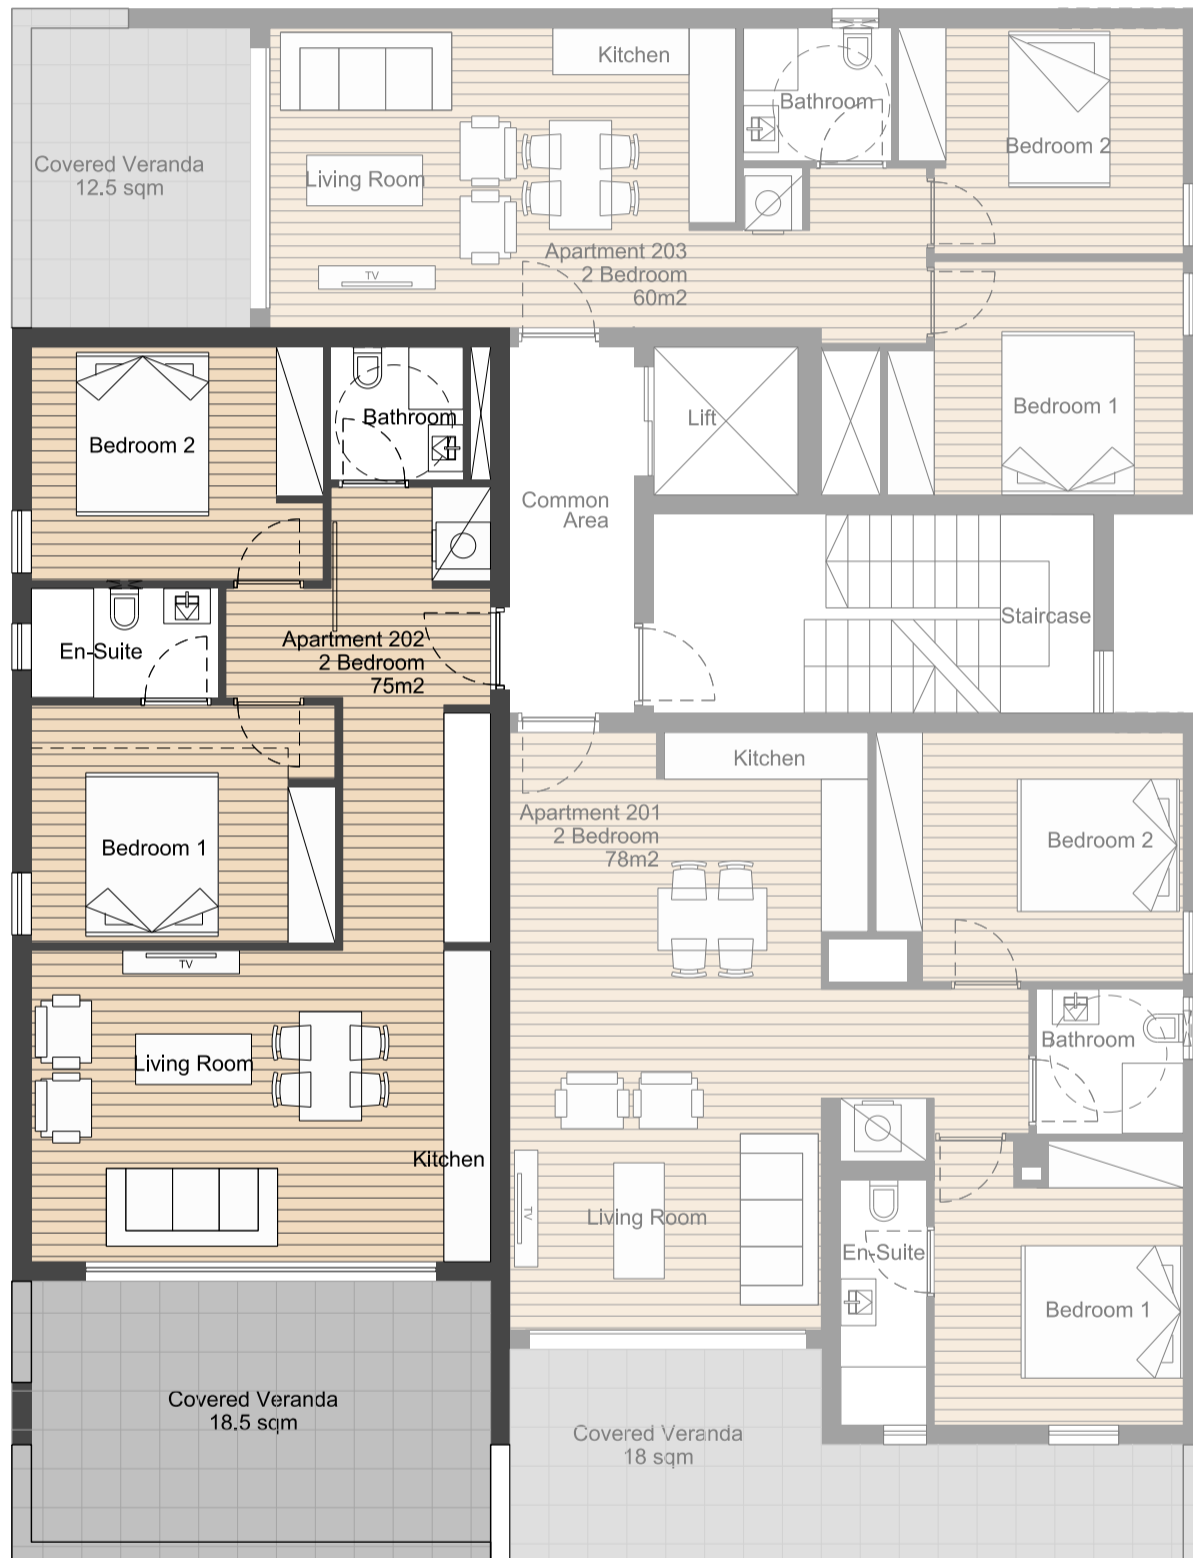 Kitchen
Bathroom
Bedroom 2
Covered Veranda
12.5 sqm
Living Room
TV
Apartment 203
2 Bedroom
60m2
Bedroom 1
Lift
Bedroom 2
Bathroom
Common
Area
Staircase
En-Suite
Apartment 202
2 Bedroom
75m2
Kitchen
Apartment 201
2 Bedroom
78m2
Bedroom 2
Bedroom 1
TV
Living Room
Bathroom
Kitchen
TV
Living Room
En-Suite
Bedroom 1
Covered Veranda
18.5 sqm
Covered Veranda
18 sqm